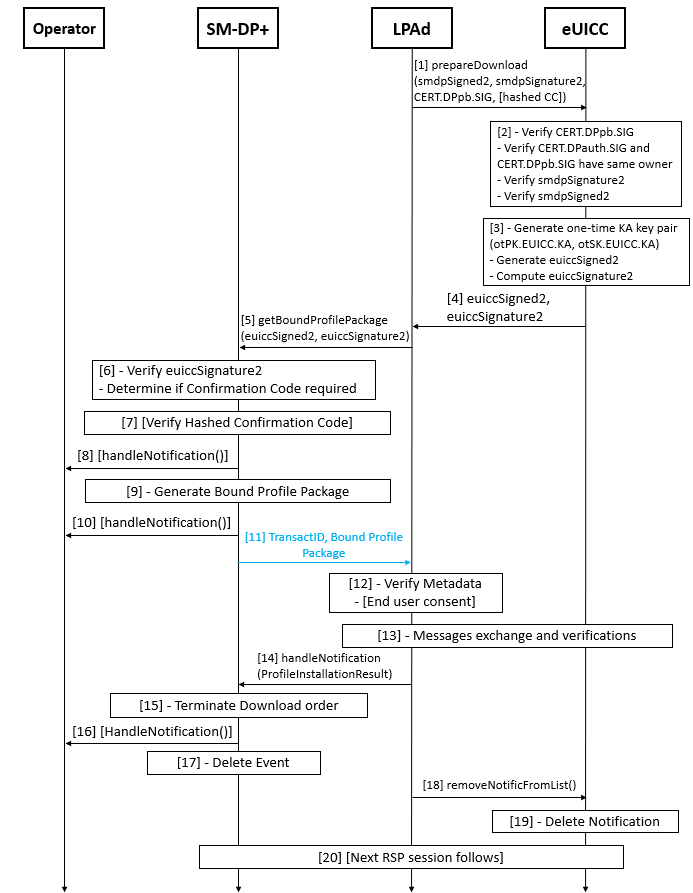 Operator
SM-DP+
LPAd
eUICC
[1] prepareDownload
(smdpSigned2, smdpSignature2,
CERT.DPpb.SIG, [hashed CC])
[2] - Verify CERT.DPpb.SIG
- Verify CERT.DPauth.SIG and
CERT.DPpb.SIG have same owner
- Verify smdpSignature2
- Verify smdpSigned2
[3] - Generate one-time KA key pair
(otPK.EUICC.KA, otSK.EUICC.KA)
- Generate euiccSigned2
- Compute euiccSignature2
[4] euiccSigned2,
euiccSignature2
[5] getBoundProfilePackage
(euiccSigned2, euiccSignature2)
[6] - Verify euiccSignature2
- Determine if Confirmation Code required
[7] [Verify Hashed Confirmation Code]
[8] [handleNotification()]
[9] - Generate Bound Profile Package
[10] [handleNotification()]
[11] TransactID, Bound Profile
Package
[12] - Verify Metadata
- [End user consent]
[13] - Messages exchange and verifications
[14] handleNotification
(ProfileInstallationResult)
[15] - Terminate Download order
[16] [HandleNotification()]
[17] - Delete Event
[18] removeNotificFromList()
[19] - Delete Notification
[20] [Next RSP session follows]